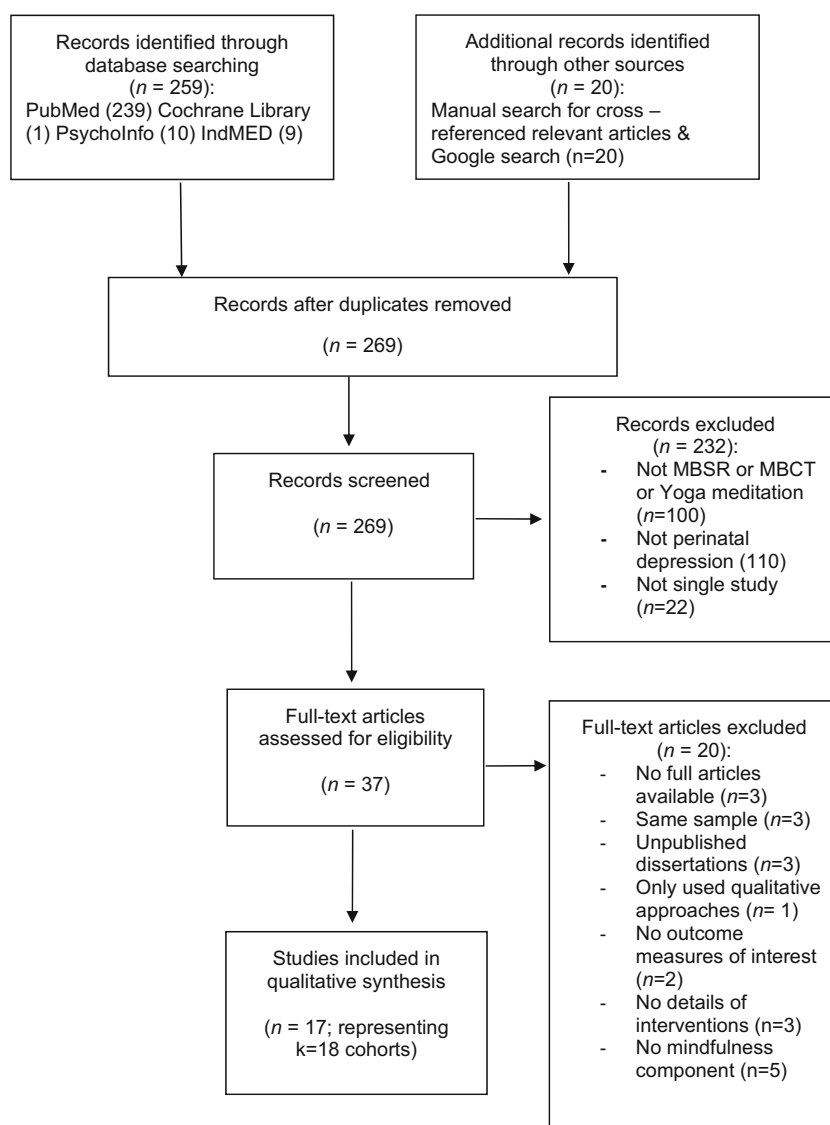 Records identified through
database searching
(n = 259):
PubMed (239) Cochrane Library
(1) PsychoInfo (10) IndMED (9)
Additional records identified
through other sources
(n = 20):
Manual search for cross –
referenced relevant articles &
Google search (n=20)
Records after duplicates removed
(n = 269)
Records screened
(n = 269)
Records excluded
(n = 232):
- Not MBSR or MBCT
or Yoga meditation
(n=100)
- Not perinatal
depression (110)
- Not single study
(n=22)
Full-text articles
assessed for eligibility
(n = 37)
Full-text articles excluded
(n = 20):
- No full articles
available (n=3)
- Same sample (n=3)
- Unpublished
dissertations (n=3)
- Only used qualitative
approaches (n= 1)
- No outcome
measures of interest
(n=2)
- No details of
interventions (n=3)
- No mindfulness
component (n=5)
Studies included in
qualitative synthesis
(n = 17; representing
k=18 cohorts)